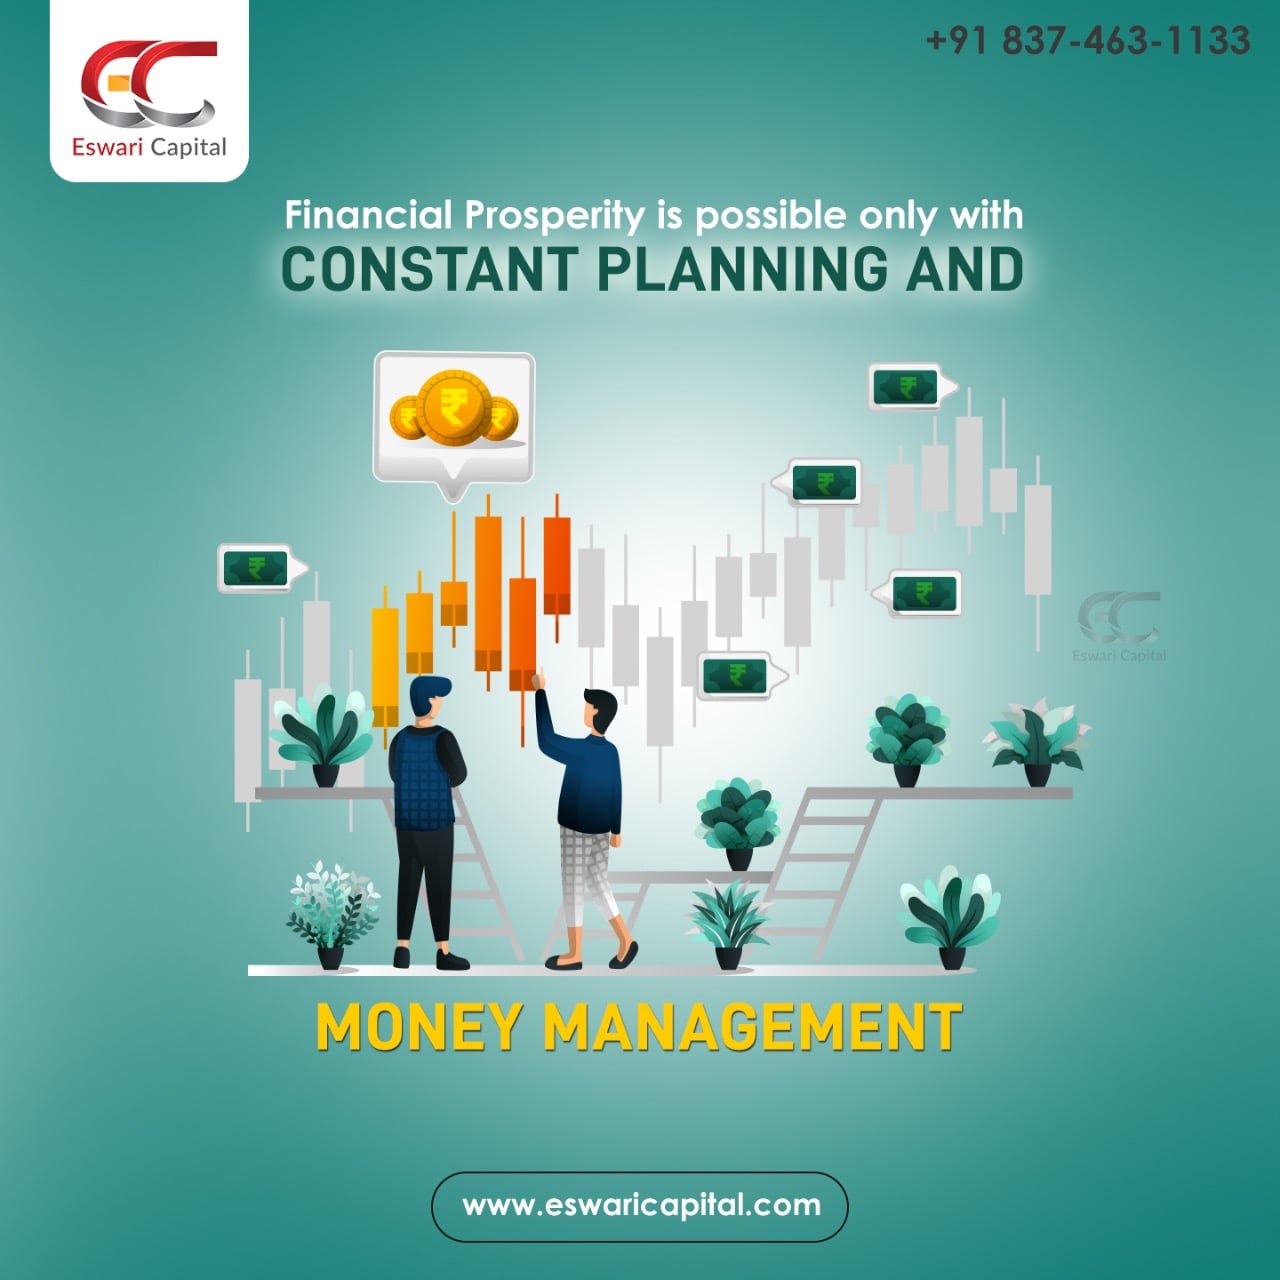 +91 837-463-1133
Eswari Capital
Financial Prosperity is possible only with
CONSTANT PLANNING AND
₹ ₹ ₹
₹
₹
₹
₹
₹
Eswari Capital
MONEY MANAGEMENT
www.eswaricapital.com